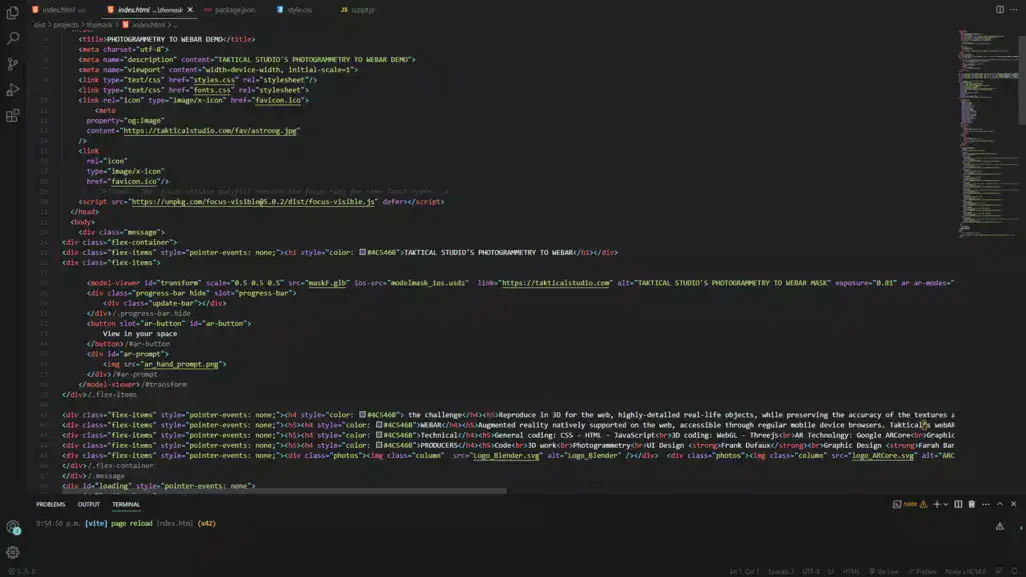 index.html
index.html ...\themask
package.json
style.css
script.js
dist > projects > themask > index.html > ...
<title>PHOTOGRAMMETRY TO WEBAR DEMO</title>
<meta charset="utf-8">
<meta name="description" content="TAKTICAL STUDIO'S PHOTOGRAMMETRY TO WEBAR DEMO">
<meta name="viewport" content="width=device-width, initial-scale=1">
<link type="text/css" href="styles.css" rel="stylesheet"/>
<link type="text/css" href="fonts.css" rel="stylesheet">
<link rel="icon" type="image/x-icon" href="favicon.ico">
<meta
property="og:image"
content="https://takticalstudio.com/fav/astroog.jpg"
/>
<link
rel="icon"
type="image/x-icon"
href="favicon.ico"/>
<script src="https://unpkg.com/focus-visible@5.0.2/dist/focus-visible.js" defer></script>
</head>
<body>
<div class="message">
<div class="flex-container">
<div class="flex-items" style="pointer-events: none;"><h1 style="color: #4C546B">TAKTICAL STUDIO'S PHOTOGRAMMETRY TO WEBAR</h1></div>
<div class="flex-items">
<model-viewer id="transform" scale="0.5 0.5 0.5" src="maskF.glb" ios-src="modelmask_ios.usdz" link="https://takticalstudio.com" alt="TAKTICAL STUDIO'S PHOTOGRAMMETRY TO WEBAR MASK" exposure="0.81" ar ar-modes="
<div class="progress-bar hide" slot="progress-bar">
<div class="update-bar"></div>
</div>/.progress-bar.hide
<button slot="ar-button" id="ar-button">
View in your space
</button>/#ar-button
<div id="ar-prompt">
<img src="ar_hand_prompt.png">
</div>/#ar-prompt
</model-viewer>/#transform
</div>/.flex-items
<div class="flex-items" style="pointer-events: none;"><h4 style="color: #4C546B"> the challenge</h4><h5>Reproduce in 3D for the web, highly-detailed real-life objects, while preserving the accuracy of the textures a
<div class="flex-items" style="pointer-events: none;"><h5><h4 style="color: #4C546B">WEBAR</h4><h5>Augmented reality natively supported on the web, accessible through regular mobile device browsers. Taktical's webAR
<div class="flex-items" style="pointer-events: none;"><h5><h4 style="color: #4C546B">Technical</h4><h5>General coding: CSS - HTML - JavaScript<br>3D coding: WebGL - Threejs<br>AR Technology: Google ARCore<br>Graphic
<div class="flex-items" style="pointer-events: none;"><h5><h4 style="color: #4C546B">PRODUCERS</h4><h5>Code<br>3D work<br>Photogrammetry<br>UI Design <strong>Frank Dufaux</strong><br>Graphic Design <strong>Farah Bar
<div class="flex-items" style="pointer-events: none;"><div class="photos"><img class="column" src="Logo_Blender.svg" alt="Logo_Blender" /></div> <div class="photos"><img class="column" src="logo_ARCore.svg" alt="ARC
</div>/.flex-container
</div>/.message
<div id="loading" style="pointer-events: none">
PROBLEMS OUTPUT TERMINAL
node
6:54:50 p.m. [vite] page reload index.html (x42)
Ln 1, Col 1 Spaces: 2 UTF-8 LF HTML Go Live Prettier